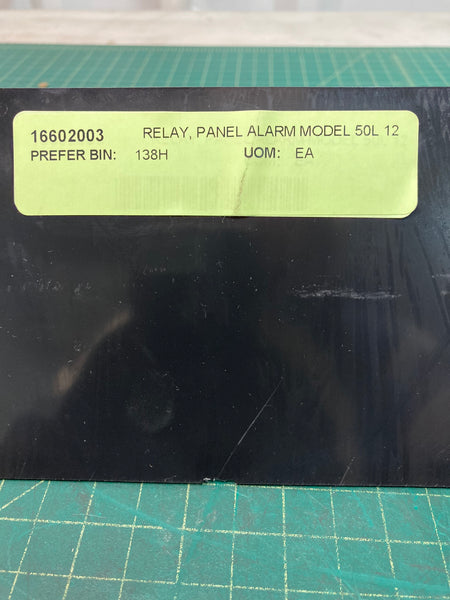 16602003 RELAY, PANEL ALARM MODEL 50L 12
PREFER BIN: 138H UOM: EA